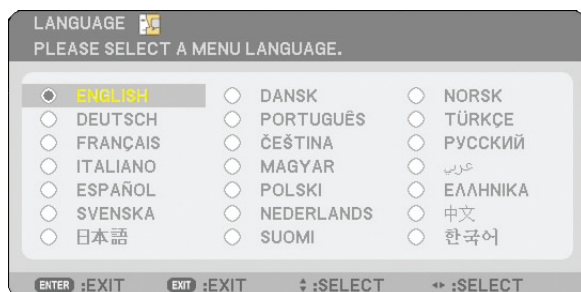 LANGUAGE
PLEASE SELECT A MENU LANGUAGE.
ENGLISH DANSK NORSK
DEUTSCH PORTUGUÊS TÜRKÇE
FRANÇAIS ČEŠTINA РУССКИЙ
ITALIANO MAGYAR عربي
ESPAÑOL POLSKI ΕΛΛΗΝΙΚΑ
SVENSKA NEDERLANDS 中文
日本語 SUOMI 한국어
ENTER :EXIT EXIT :EXIT :SELECT :SELECT